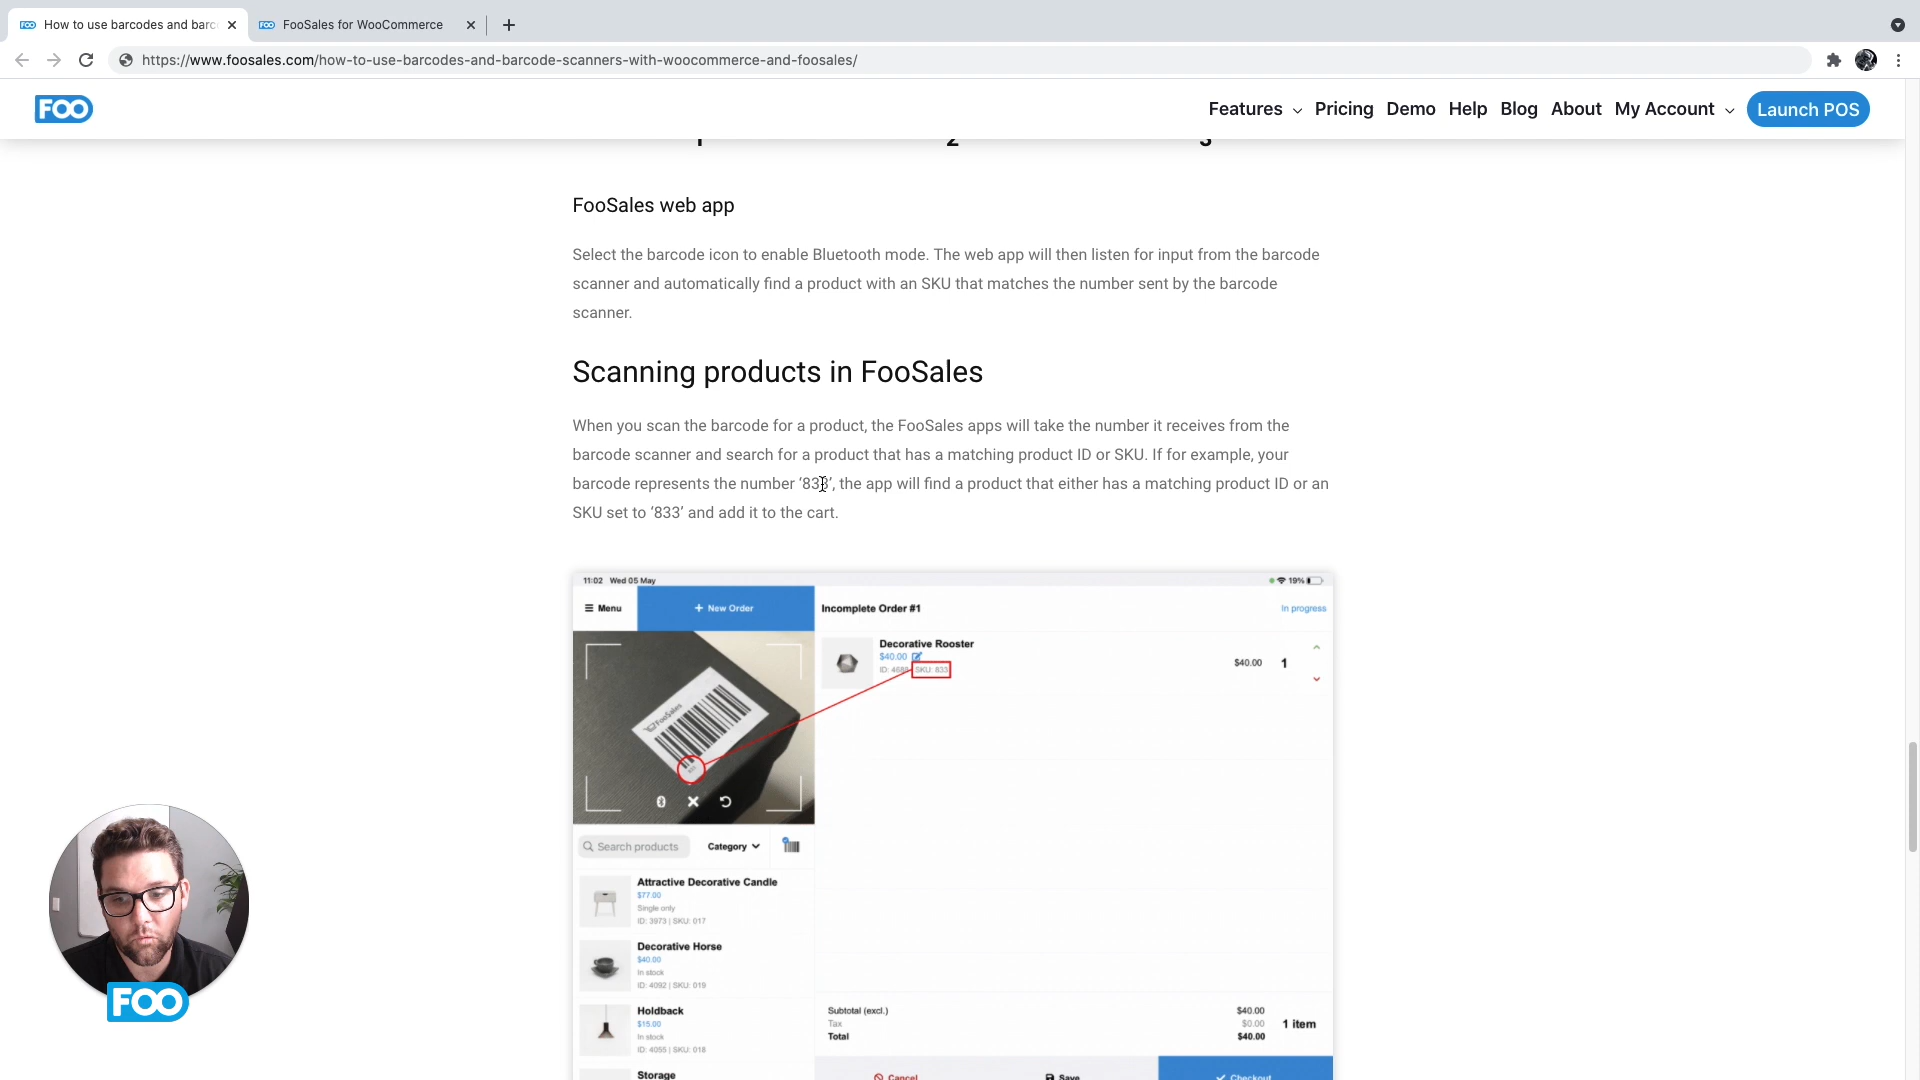 FOO How to use barcodes and barc
FOO FooSales for WooCommerce
https://www.foosales.com/how-to-use-barcodes-and-barcode-scanners-with-woocommerce-and-foosales/
FOO
Features Pricing Demo Help Blog About My Account Launch POS
FooSales web app
Select the barcode icon to enable Bluetooth mode. The web app will then listen for input from the barcode
scanner and automatically find a product with an SKU that matches the number sent by the barcode
scanner.
Scanning products in FooSales
When you scan the barcode for a product, the FooSales apps will take the number it receives from the
barcode scanner and search for a product that has a matching product ID or SKU. If for example, your
barcode represents the number ‘833’, the app will find a product that either has a matching product ID or an
SKU set to ‘833’ and add it to the cart.
11:02 Wed 05 May
19%
Menu
+ New Order
Incomplete Order #1
In progress
Decorative Rooster
$40.00
ID: 4688 SKU: 833
$40.00 1
FooSales
Search products
Category
Attractive Decorative Candle
$77.00
Single only
ID: 3973 | SKU: 017
Decorative Horse
$40.00
In stock
ID: 4092 | SKU: 019
Holdback
$15.00
In stock
ID: 4055 | SKU: 018
Storage
Subtotal (excl.) $40.00
Tax $0.00
Total $40.00
1 item
Cancel
Save
Checkout
FOO